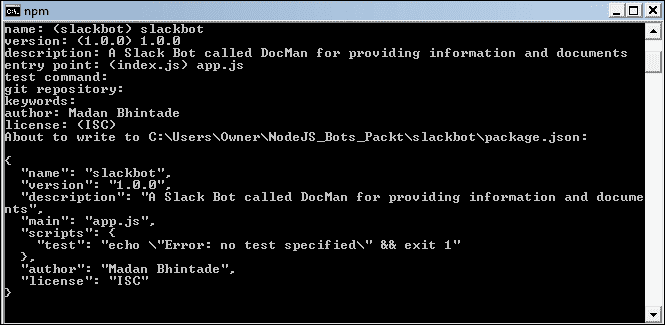 npm
name: (slackbot) slackbot
version: (1.0.0) 1.0.0
description: A Slack Bot called DocMan for providing information and documents
entry point: (index.js) app.js
test command:
git repository:
keywords:
author: Madan Bhintade
license: (ISC)
About to write to C:\Users\Owner\NodeJS_Bots_Packt\slackbot\package.json:
{
  "name": "slackbot",
  "version": "1.0.0",
  "description": "A Slack Bot called DocMan for providing information and docume
nts",
  "main": "app.js",
  "scripts": {
    "test": "echo \"Error: no test specified\" && exit 1"
  },
  "author": "Madan Bhintade",
  "license": "ISC"
}